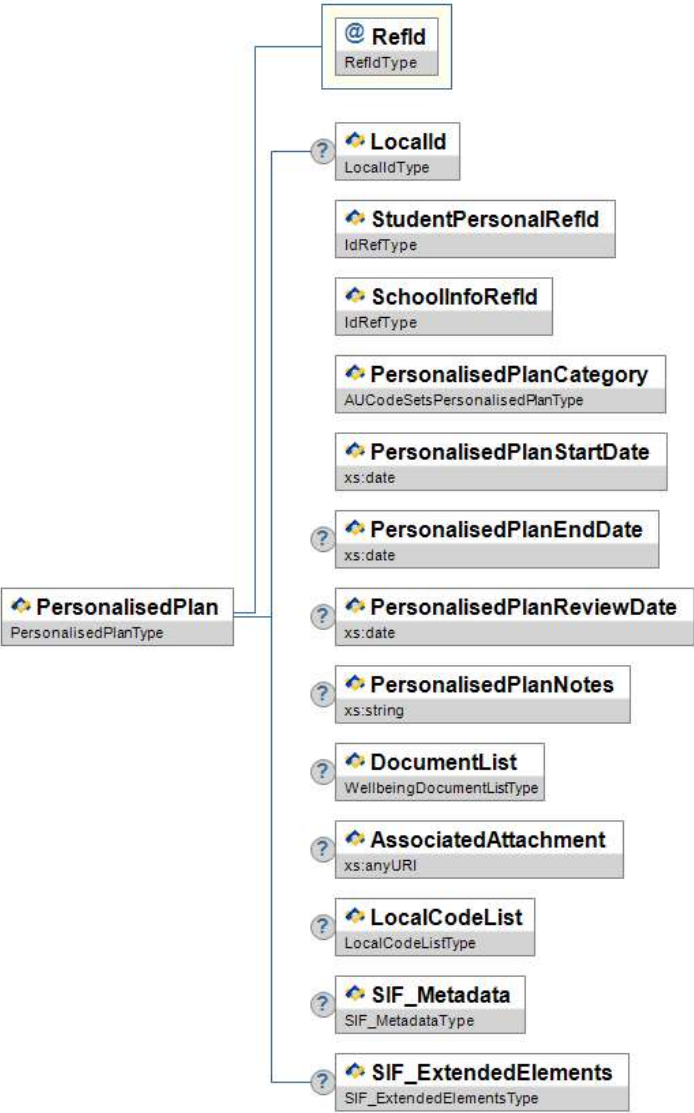 @ RefId
RefIdType
? LocalId
LocalIdType
StudentPersonalRefId
IdRefType
SchoolInfoRefId
IdRefType
PersonalisedPlanCategory
AUCodeSetsPersonalisedPlanType
PersonalisedPlanStartDate
xs:date
? PersonalisedPlanEndDate
xs:date
PersonalisedPlan
PersonalisedPlanType
? PersonalisedPlanReviewDate
xs:date
? PersonalisedPlanNotes
xs:string
? DocumentList
WellbeingDocumentListType
? AssociatedAttachment
xs:anyURI
? LocalCodeList
LocalCodeListType
? SIF_Metadata
SIF_MetadataType
? SIF_ExtendedElements
SIF_ExtendedElementsType